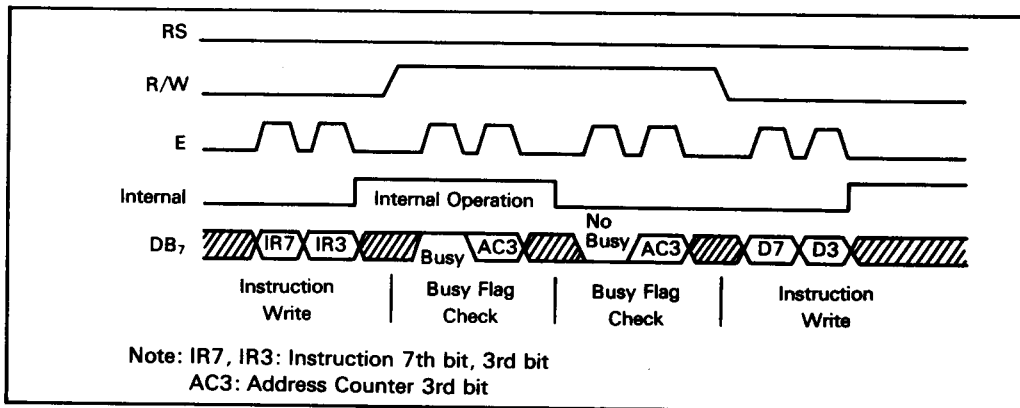 RS
R/W
E
Internal
Internal Operation
No
Busy
DB7
IR7
IR3
Busy
AC3
AC3
D7
D3
Instruction
Write
Busy Flag
Check
Busy Flag
Check
Instruction
Write
Note: IR7, IR3: Instruction 7th bit, 3rd bit
AC3: Address Counter 3rd bit